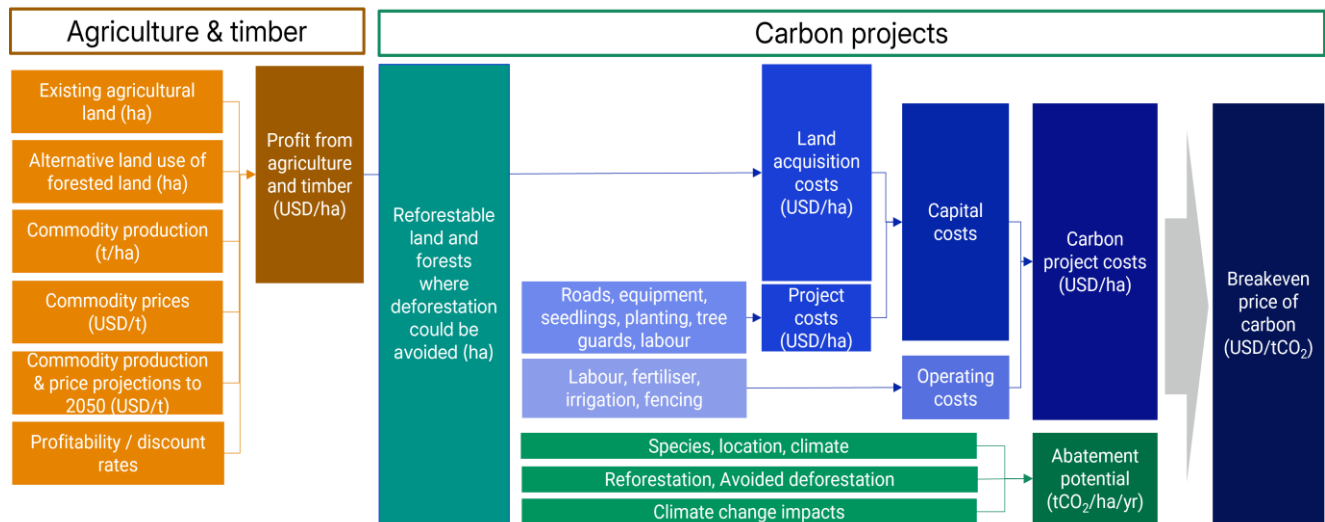 Agriculture & timber
Carbon projects
Existing agricultural
land (ha)
Alternative land use of
forested land (ha)
Commodity production
(t/ha)
Commodity prices
(USD/t)
Commodity production
& price projections to
2050 (USD/t)
Profitability / discount
rates
Profit from
agriculture
and timber
(USD/ha)
Reforestable
land and
forests
where
deforestation
could be
avoided (ha)
Land
acquisition
costs
(USD/ha)
Roads, equipment,
seedlings, planting, tree
guards, labour
Project
costs
(USD/ha)
Labour, fertiliser,
irrigation, fencing
Capital
costs
Operating
costs
Carbon
project costs
(USD/ha)
Species, location, climate
Reforestation, Avoided deforestation
Climate change impacts
Abatement
potential
(tCO₂/ha/yr)
Breakeven
price of
carbon
(USD/tCO₂)